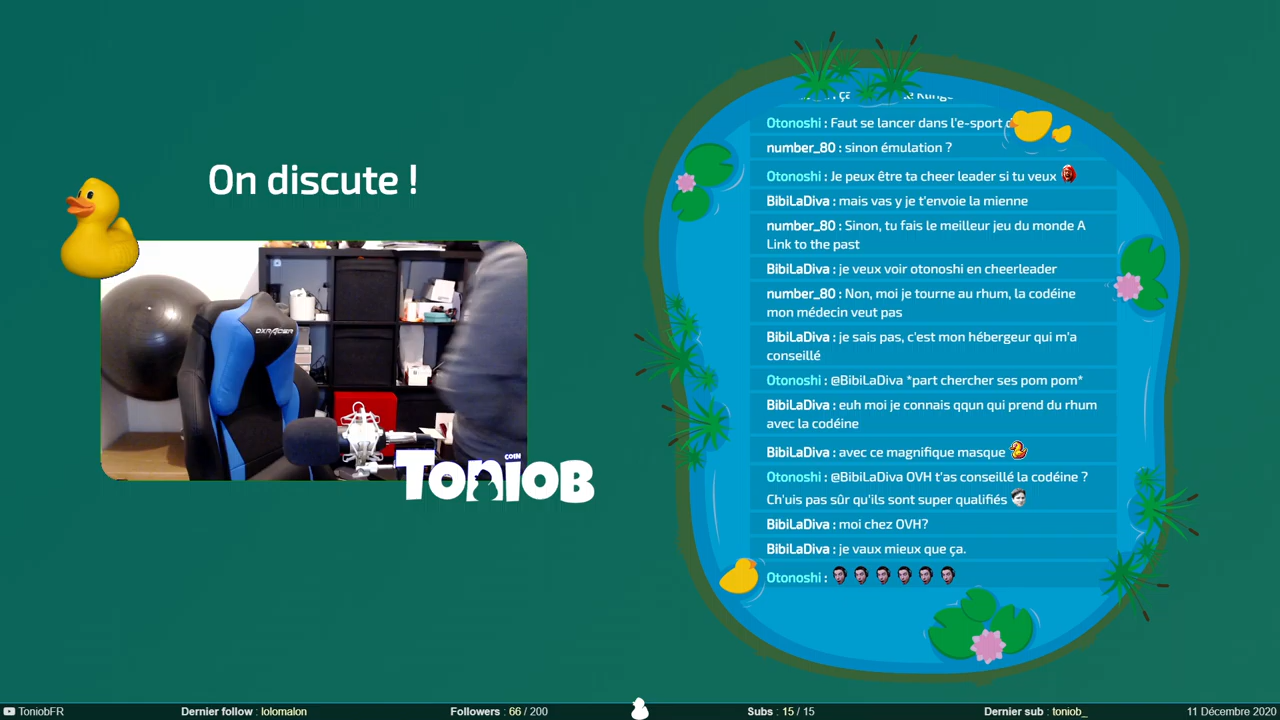 On discute !
DXRACER
COIN
TONIOB
Otonoshi : Faut se lancer dans l'e-sport
number_80 : sinon émulation ?
Otonoshi : Je peux être ta cheer leader si tu veux
BibiLaDiva : mais vas y je t'envoie la mienne
number_80 : Sinon, tu fais le meilleur jeu du monde A
Link to the past
BibiLaDiva : je veux voir otonoshi en cheerleader
number_80 : Non, moi je tourne au rhum, la codéine
mon médecin veut pas
BibiLaDiva : je sais pas, c'est mon hébergeur qui m'a
conseillé
Otonoshi : @BibiLaDiva *part chercher ses pom pom*
BibiLaDiva : euh moi je connais qqun qui prend du rhum
avec la codéine
BibiLaDiva : avec ce magnifique masque
Otonoshi : @BibiLaDiva OVH t'as conseillé la codéine ?
Ch'uis pas sûr qu'ils sont super qualifiés
BibiLaDiva : moi chez OVH?
BibiLaDiva : je vaux mieux que ça.
Otonoshi :
ToniobFR Dernier follow : lolomalon Followers : 66 / 200 Subs : 15 / 15 Dernier sub : toniob_ 11 Décembre 2020